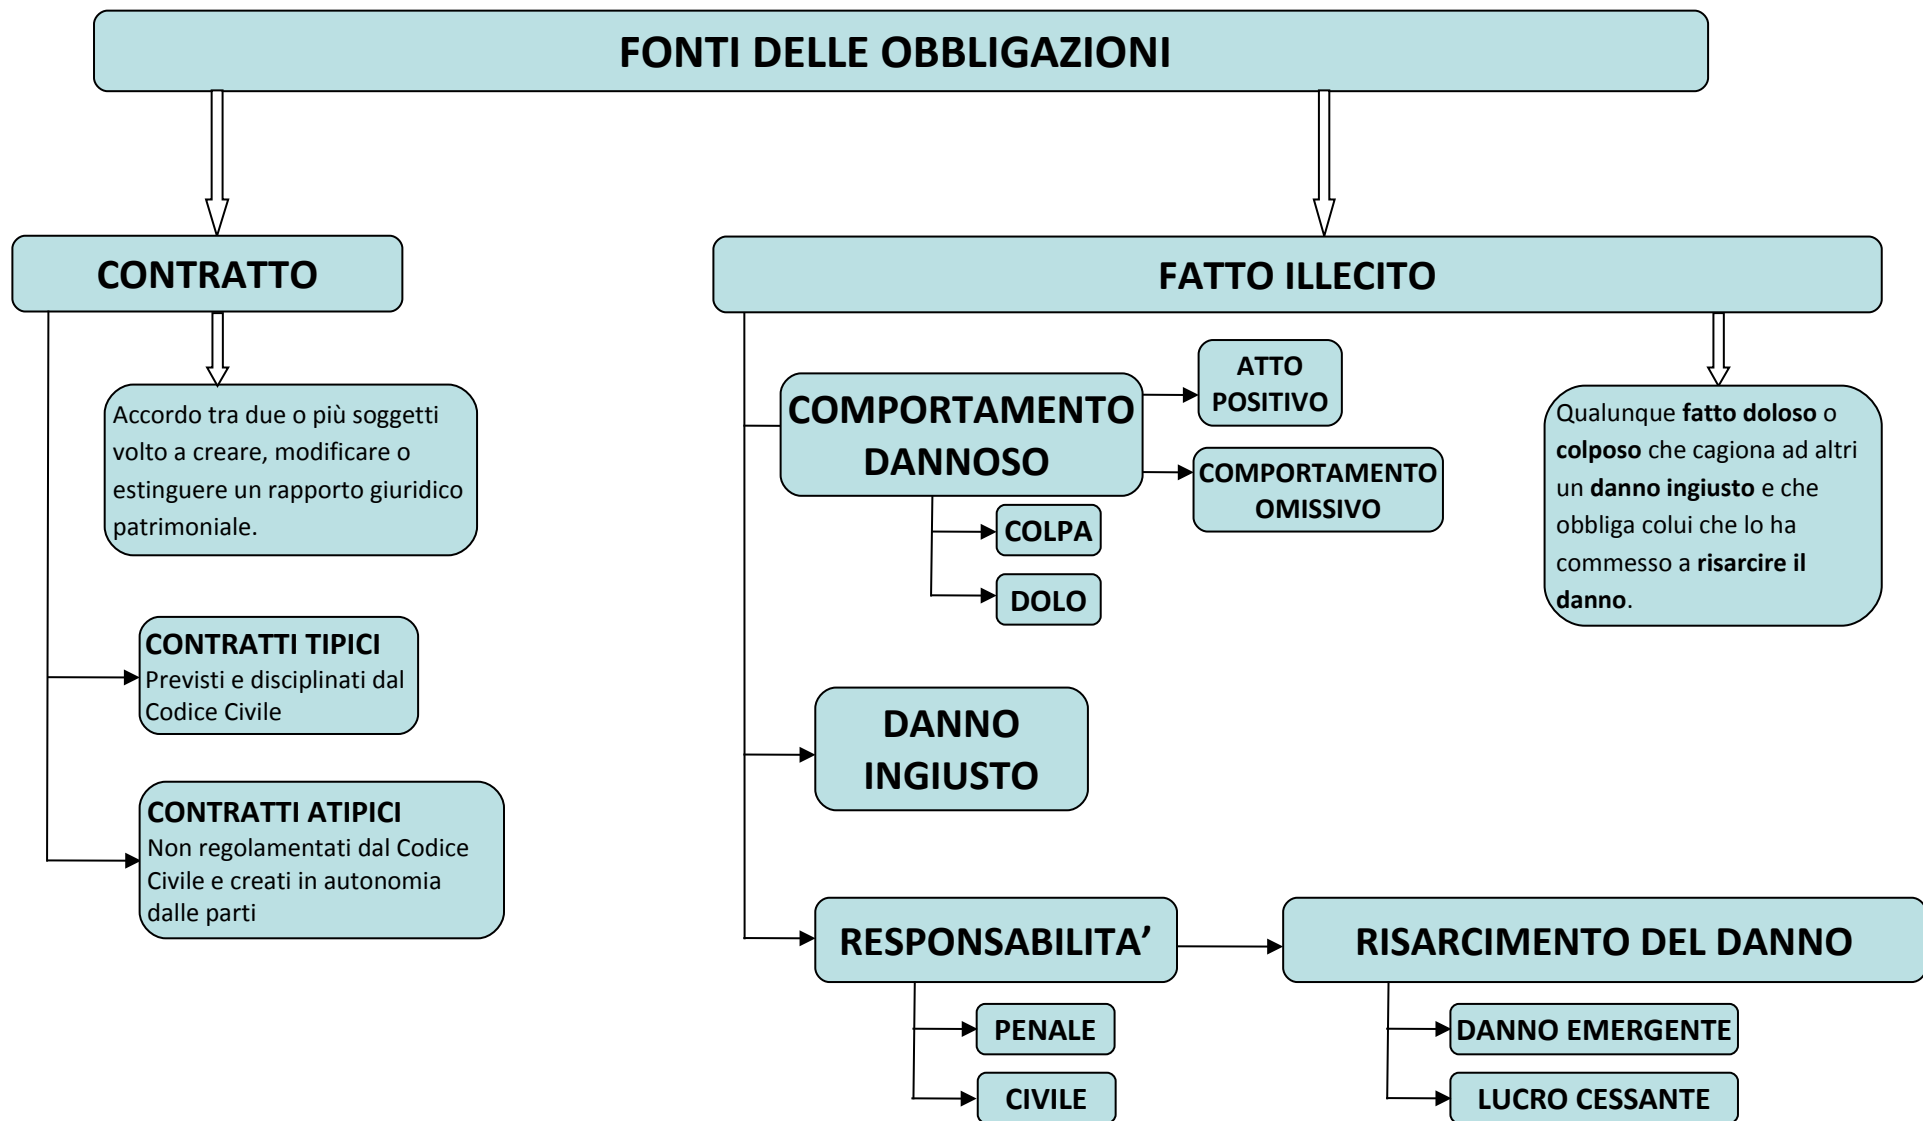 FONTI DELLE OBBLIGAZIONI
CONTRATTO
Accordo tra due o più soggetti
volto a creare, modificare o
estinguere un rapporto giuridico
patrimoniale.
CONTRATTI TIPICI
Previsti e disciplinati dal
Codice Civile
CONTRATTI ATIPICI
Non regolamentati dal Codice
Civile e creati in autonomia
dalle parti
FATTO ILLECITO
COMPORTAMENTO
DANNOSO
ATTO
POSITIVO
COMPORTAMENTO
OMISSIVO
COLPA
DOLO
Qualunque fatto doloso o
colposo che cagiona ad altri
un danno ingiusto e che
obbliga colui che lo ha
commesso a risarcire il
danno.
DANNO
INGIUSTO
RESPONSABILITA’
PENALE
CIVILE
RISARCIMENTO DEL DANNO
DANNO EMERGENTE
LUCRO CESSANTE